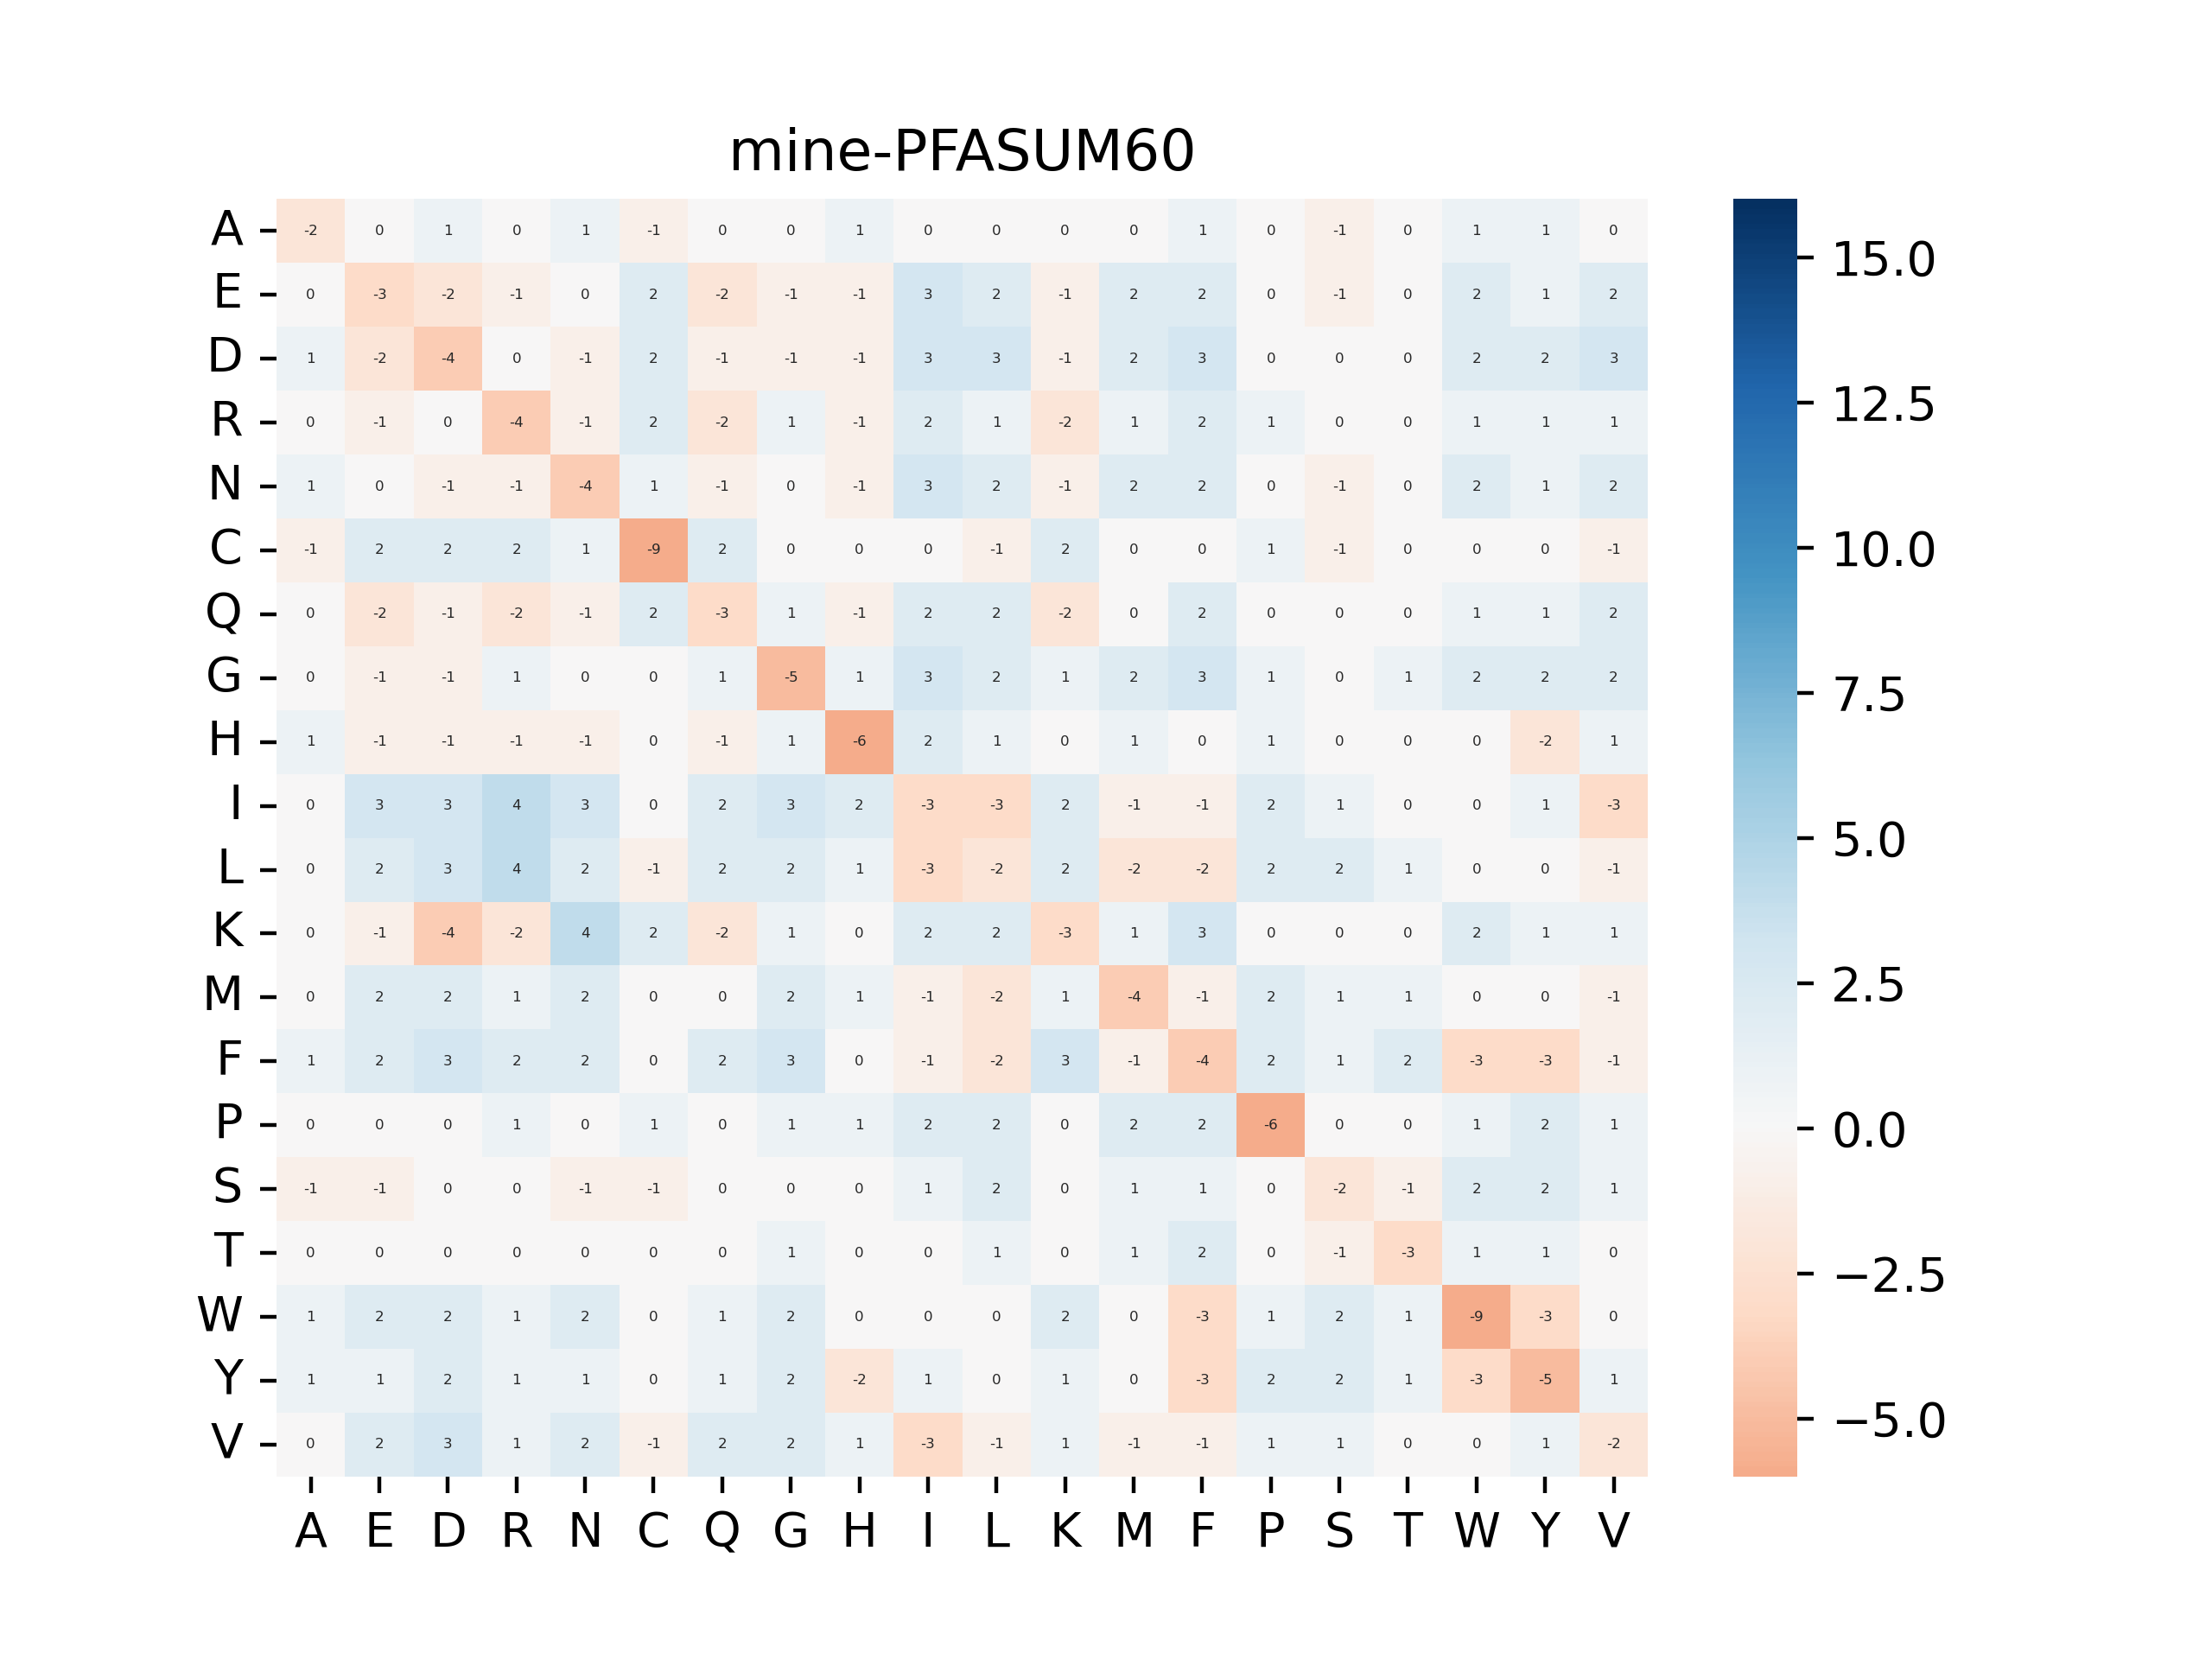 mine-PFASUM60
A -2 0 1 0 1 -1 0 0 1 0 0 0 0 1 0 -1 0 1 1 0
E 0 -3 -2 -1 0 2 -2 -1 -1 3 2 -1 2 2 0 -1 0 2 1 2
D 1 -2 -4 0 -1 2 -1 -1 -1 3 3 -1 2 3 0 0 0 2 2 3
R 0 -1 0 -4 -1 2 -2 1 -1 2 1 -2 1 2 1 0 0 1 1 1
N 1 0 -1 -1 -4 1 -1 0 -1 3 2 -1 2 2 0 -1 0 2 1 2
C -1 2 2 2 1 -9 2 0 0 0 -1 2 0 0 1 -1 0 0 0 -1
Q 0 -2 -1 -2 -1 2 -3 1 -1 2 2 -2 0 2 0 0 0 1 1 2
G 0 -1 -1 1 0 0 1 -5 1 3 2 1 2 3 1 0 1 2 2 2
H 1 -1 -1 -1 -1 0 -1 1 -6 2 1 0 1 0 1 0 0 0 -2 1
I 0 3 3 4 3 0 2 3 2 -3 -3 2 -1 -1 2 1 0 0 1 -3
L 0 2 3 4 2 -1 2 2 1 -3 -2 2 -2 -2 2 2 1 0 0 -1
K 0 -1 -4 -2 4 2 -2 1 0 2 2 -3 1 3 0 0 0 2 1 1
M 0 2 2 1 2 0 0 2 1 -1 -2 1 -4 -1 2 1 1 0 0 -1
F 1 2 3 2 2 0 2 3 0 -1 -2 3 -1 -4 2 1 2 -3 -3 -1
P 0 0 0 1 0 1 0 1 1 2 2 0 2 2 -6 0 0 1 2 1
S -1 -1 0 0 -1 -1 0 0 0 1 2 0 1 1 0 -2 -1 2 2 1
T 0 0 0 0 0 0 0 1 0 0 1 0 1 2 0 -1 -3 1 1 0
W 1 2 2 1 2 0 1 2 0 0 0 2 0 -3 1 2 1 -9 -3 0
Y 1 1 2 1 1 0 1 2 -2 1 0 1 0 -3 2 2 1 -3 -5 1
V 0 2 3 1 2 -1 2 2 1 -3 -1 1 -1 -1 1 1 0 0 1 -2
A E D R N C Q G H I L K M F P S T W Y V
15.0
12.5
10.0
7.5
5.0
2.5
0.0
−2.5
−5.0